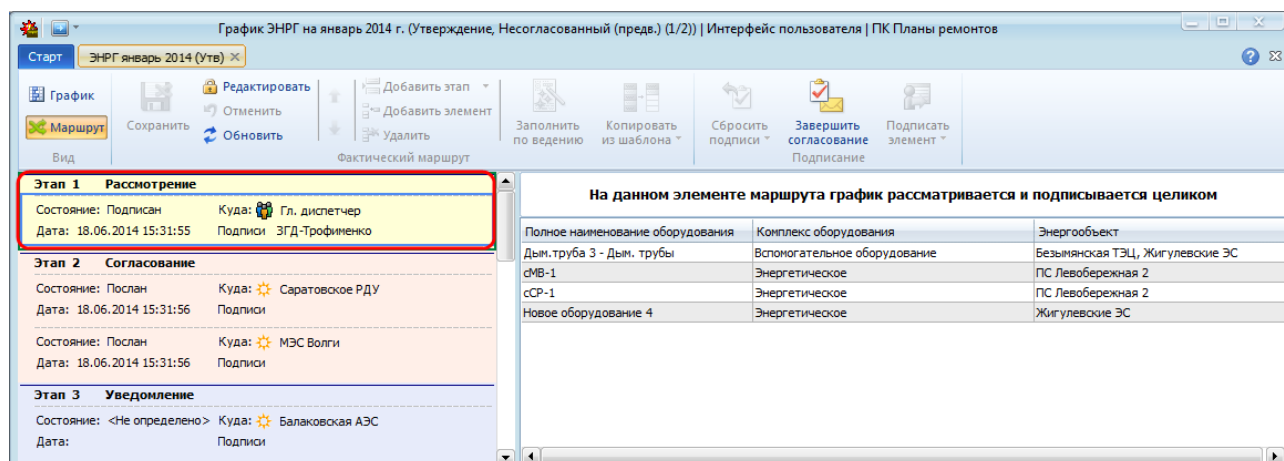 График ЭНРГ на январь 2014 г. (Утверждение, Несогласованный (предв.) (1/2)) | Интерфейс пользователя | ПК Планы ремонтов
Старт ЭНРГ январь 2014 (Утв)
График
Маршрут
Вид
Сохранить
Редактировать
Отменить
Обновить
Добавить этап
Добавить элемент
Удалить
Фактический маршрут
Заполнить
по ведению
Копировать
из шаблона
Сбросить
подписи
Завершить
согласование
Подписать
элемент
Подписание
Этап 1 Рассмотрение
Состояние: Подписан Куда: Гл. диспетчер
Дата: 18.06.2014 15:31:55 Подписи ЗГД-Трофименко
Этап 2 Согласование
Состояние: Послан Куда: Саратовское РДУ
Дата: 18.06.2014 15:31:56 Подписи
Состояние: Послан Куда: МЭС Волги
Дата: 18.06.2014 15:31:56 Подписи
Этап 3 Уведомление
Состояние: <Не определено> Куда: Балаковская АЭС
Дата: Подписи
На данном элементе маршрута график рассматривается и подписывается целиком
Полное наименование оборудования Комплекс оборудования Энергообъект
Дым.труба 3 - Дым. трубы Вспомогательное оборудование Безымянская ТЭЦ, Жигулевские ЭС
сМВ-1 Энергетическое ПС Левобережная 2
сСР-1 Энергетическое ПС Левобережная 2
Новое оборудование 4 Энергетическое Жигулевские ЭС